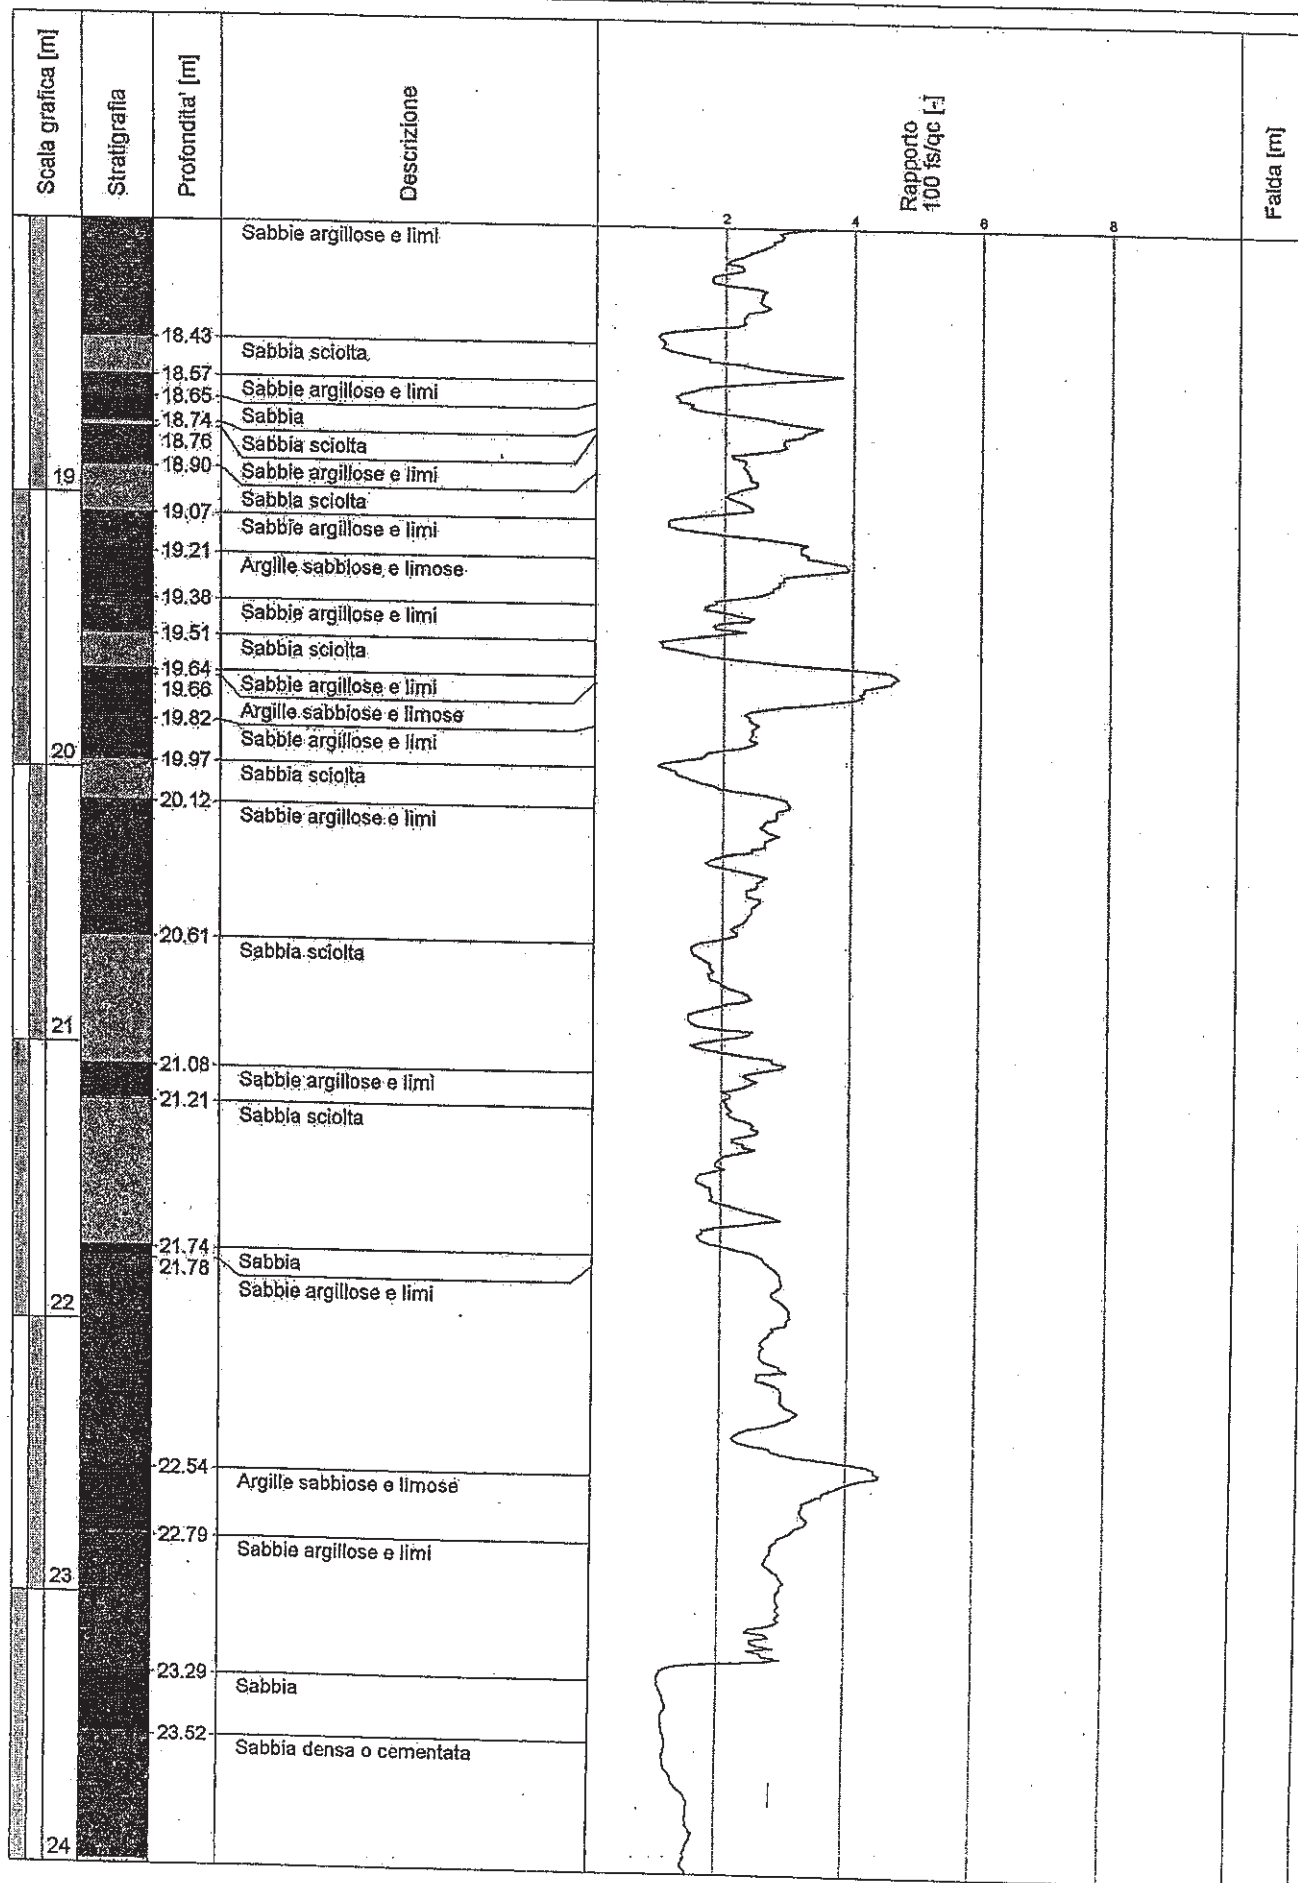 Scala grafica [m]
Stratigrafia
Profondita' [m]
Descrizione
Rapporto
100 fs/qc [-]
Falda [m]
2 4 6 8
Sabbie argillose e limi
18.43
Sabbia sciolta
18.57
Sabbie argillose e limi
18.65
Sabbia
18.74
Sabbia sciolta
18.76
Sabbie argillose e limi
18.90
19
Sabbia sciolta
19.07
Sabbie argillose e limi
19.21
Argille sabbiose e limose
19.38
Sabbie argillose e limi
19.51
Sabbia sciolta
19.64
Sabbie argillose e limi
19.66
Argille sabbiose e limose
19.82
Sabbie argillose e limi
20
19.97
Sabbia sciolta
20.12
Sabbie argillose e limi
20.61
Sabbia sciolta
21
21.08
Sabbie argillose e limi
21.21
Sabbia sciolta
21.74
Sabbia
21.78
Sabbie argillose e limi
22
22.54
Argille sabbiose e limose
22.79
Sabbie argillose e limi
23
23.29
Sabbia
23.52
Sabbia densa o cementata
24